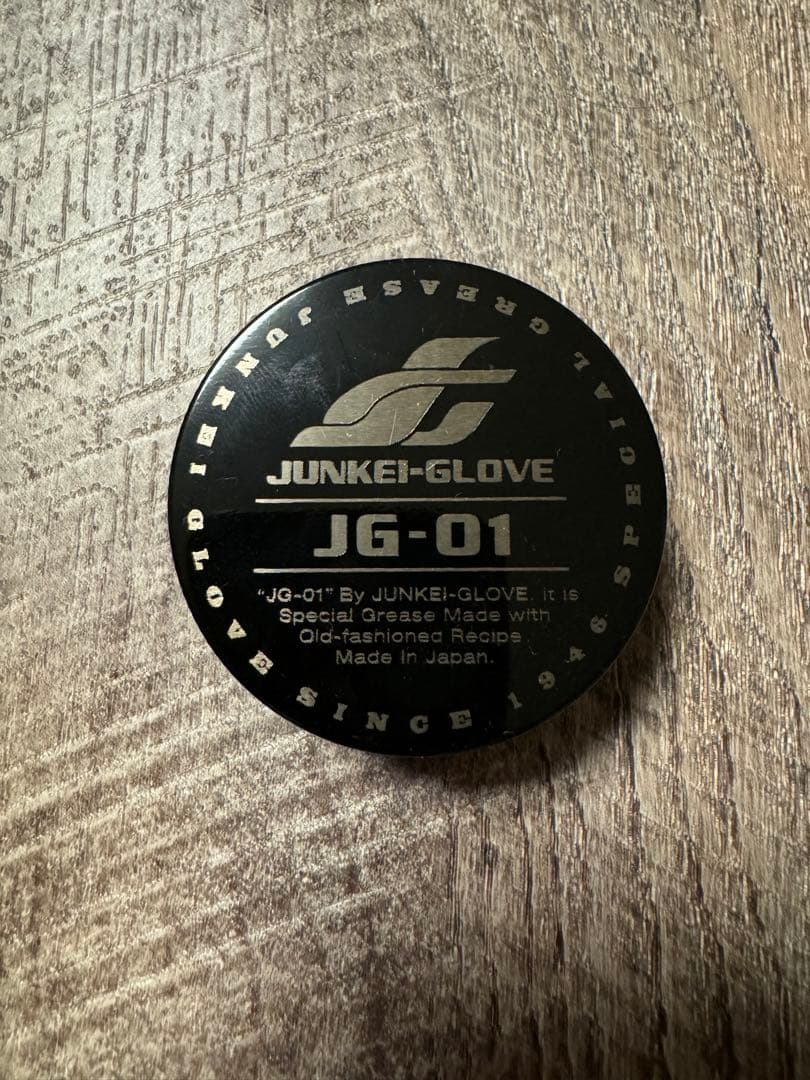 JUNKEI-GLOVE
JG-01
"JG-01" By JUNKEI-GLOVE. It is
Special Grease Made with
Old-fashioned Recipe.
Made In Japan.
JUNKEI GLOVE SINCE 1946 SPECIAL GREASE